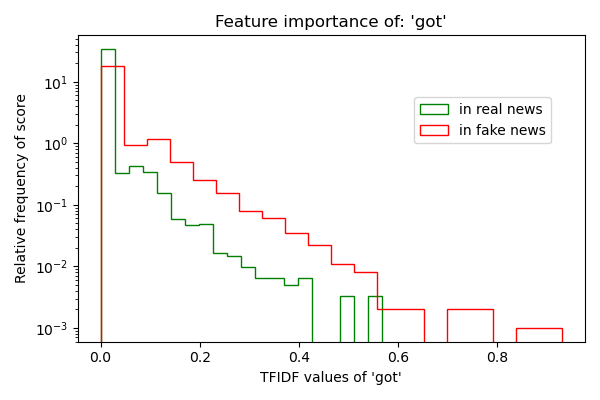 Feature importance of: 'got'
Relative frequency of score
10¹
10⁰
10⁻¹
10⁻²
10⁻³
in real news
in fake news
0.0 0.2 0.4 0.6 0.8
TFIDF values of 'got'